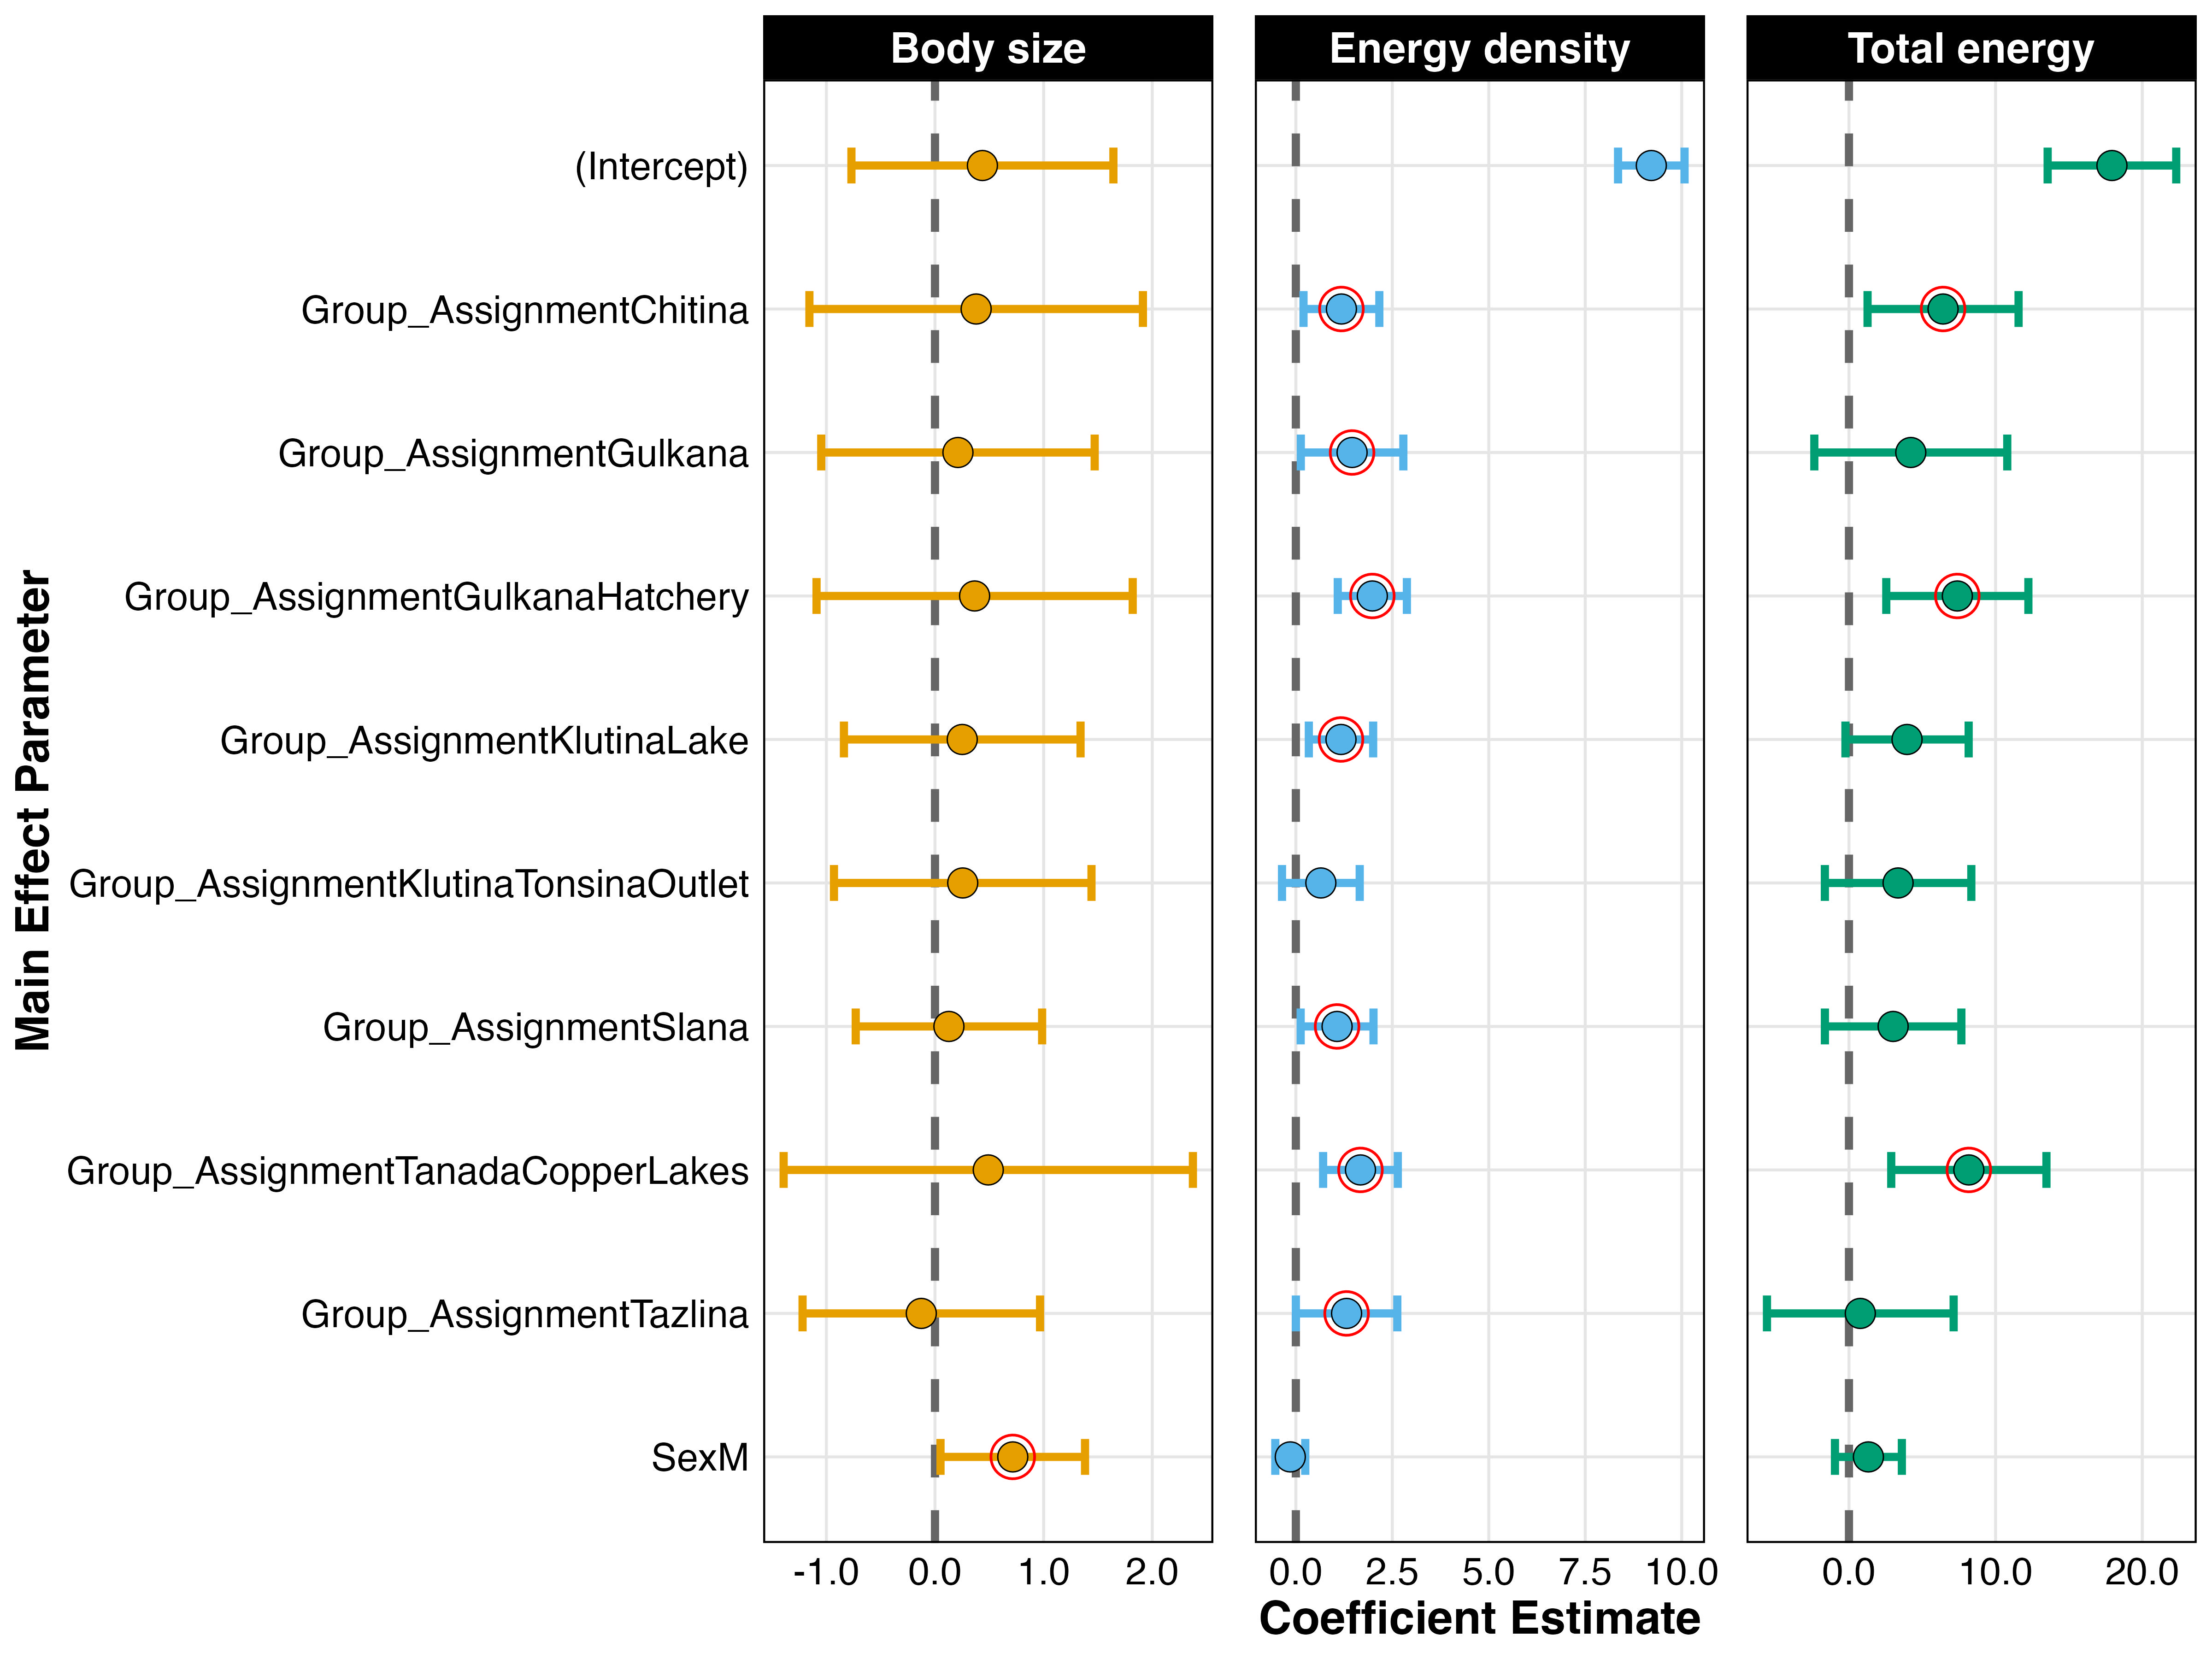 Body size
Energy density
Total energy
Main Effect Parameter
(Intercept)
Group_AssignmentChitina
Group_AssignmentGulkana
Group_AssignmentGulkanaHatchery
Group_AssignmentKlutinaLake
Group_AssignmentKlutinaTonsinaOutlet
Group_AssignmentSlana
Group_AssignmentTanadaCopperLakes
Group_AssignmentTazlina
SexM
-1.0 0.0 1.0 2.0
0.0 2.5 5.0 7.5 10.0
0.0 10.0 20.0
Coefficient Estimate